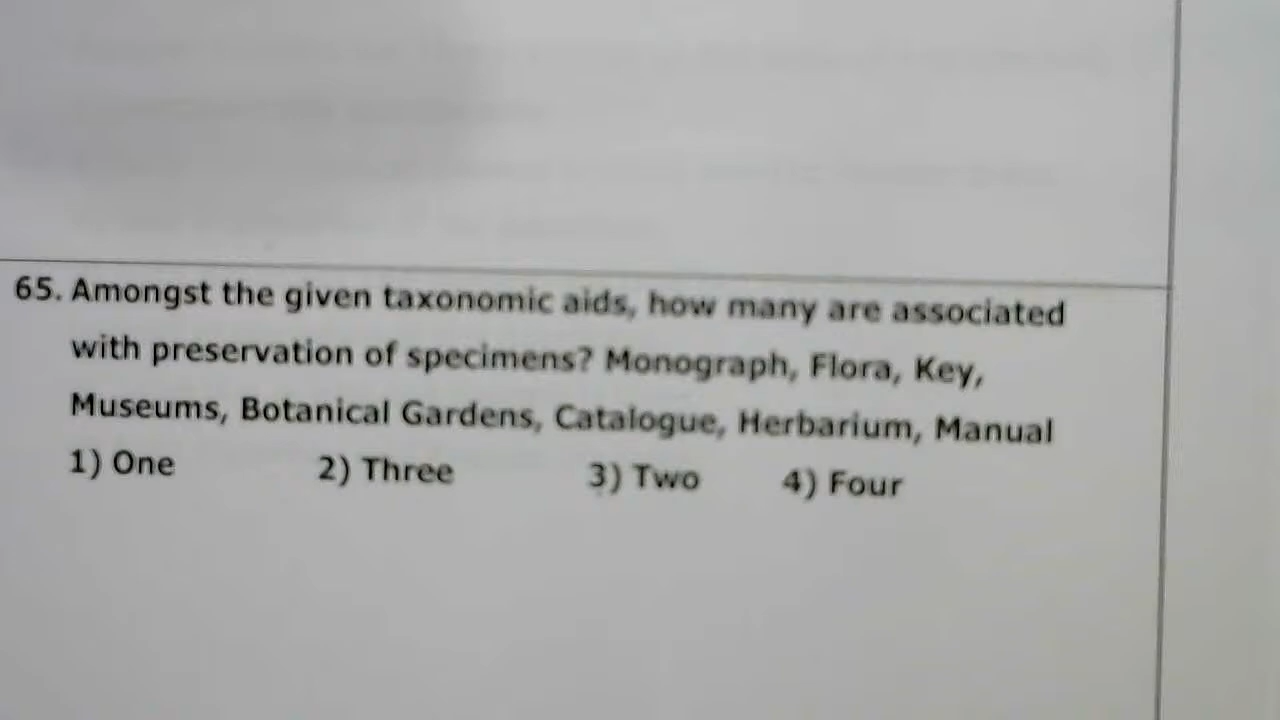 65. Amongst the given taxonomic aids, how many are associated
with preservation of specimens? Monograph, Flora, Key,
Museums, Botanical Gardens, Catalogue, Herbarium, Manual
1) One 2) Three 3) Two 4) Four